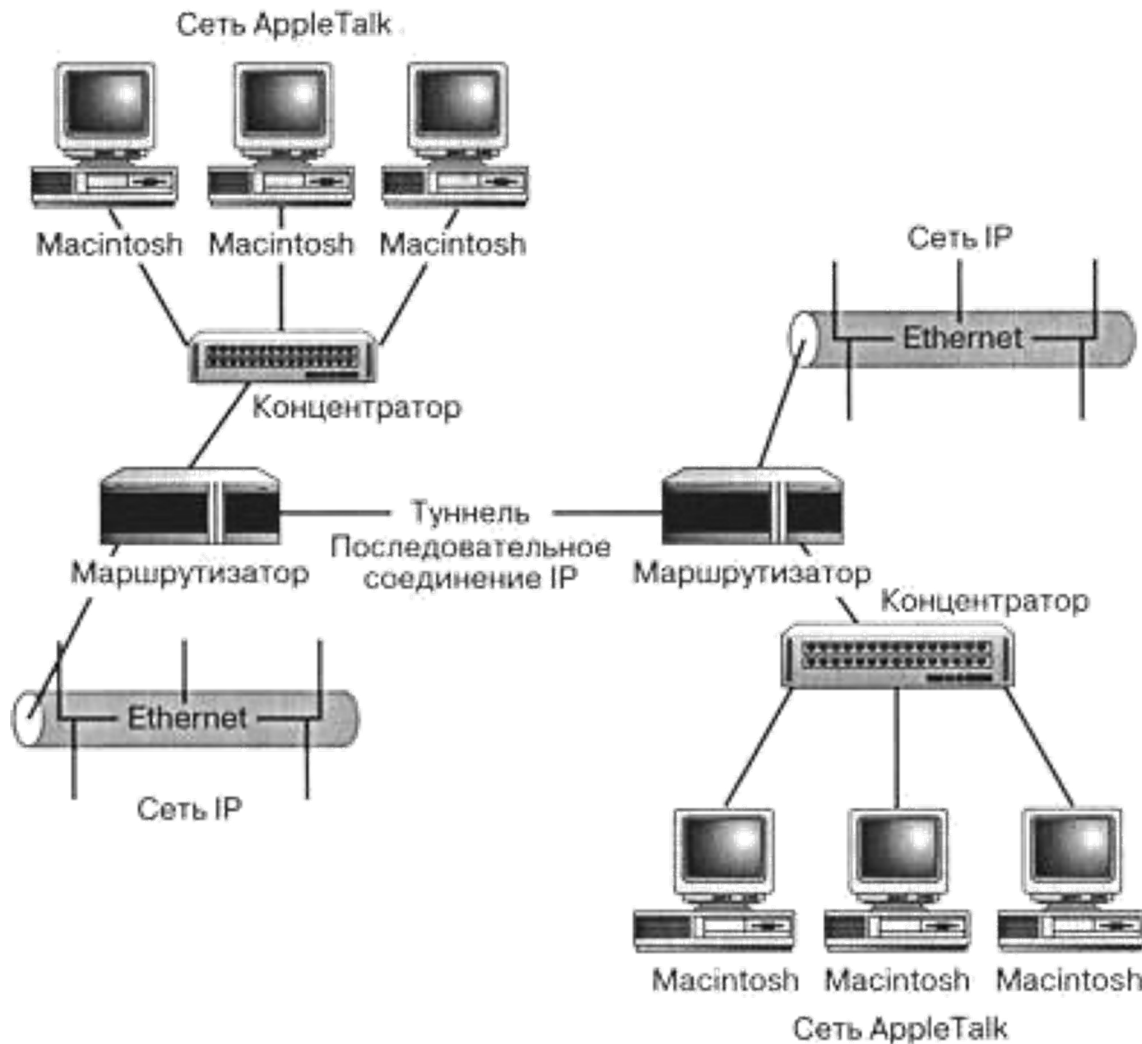 Сеть AppleTalk
Macintosh Macintosh Macintosh
Концентратор
Сеть IP
Ethernet
Маршрутизатор
Туннель
Последовательное
соединение IP
Маршрутизатор
Концентратор
Ethernet
Сеть IP
Macintosh Macintosh Macintosh
Сеть AppleTalk